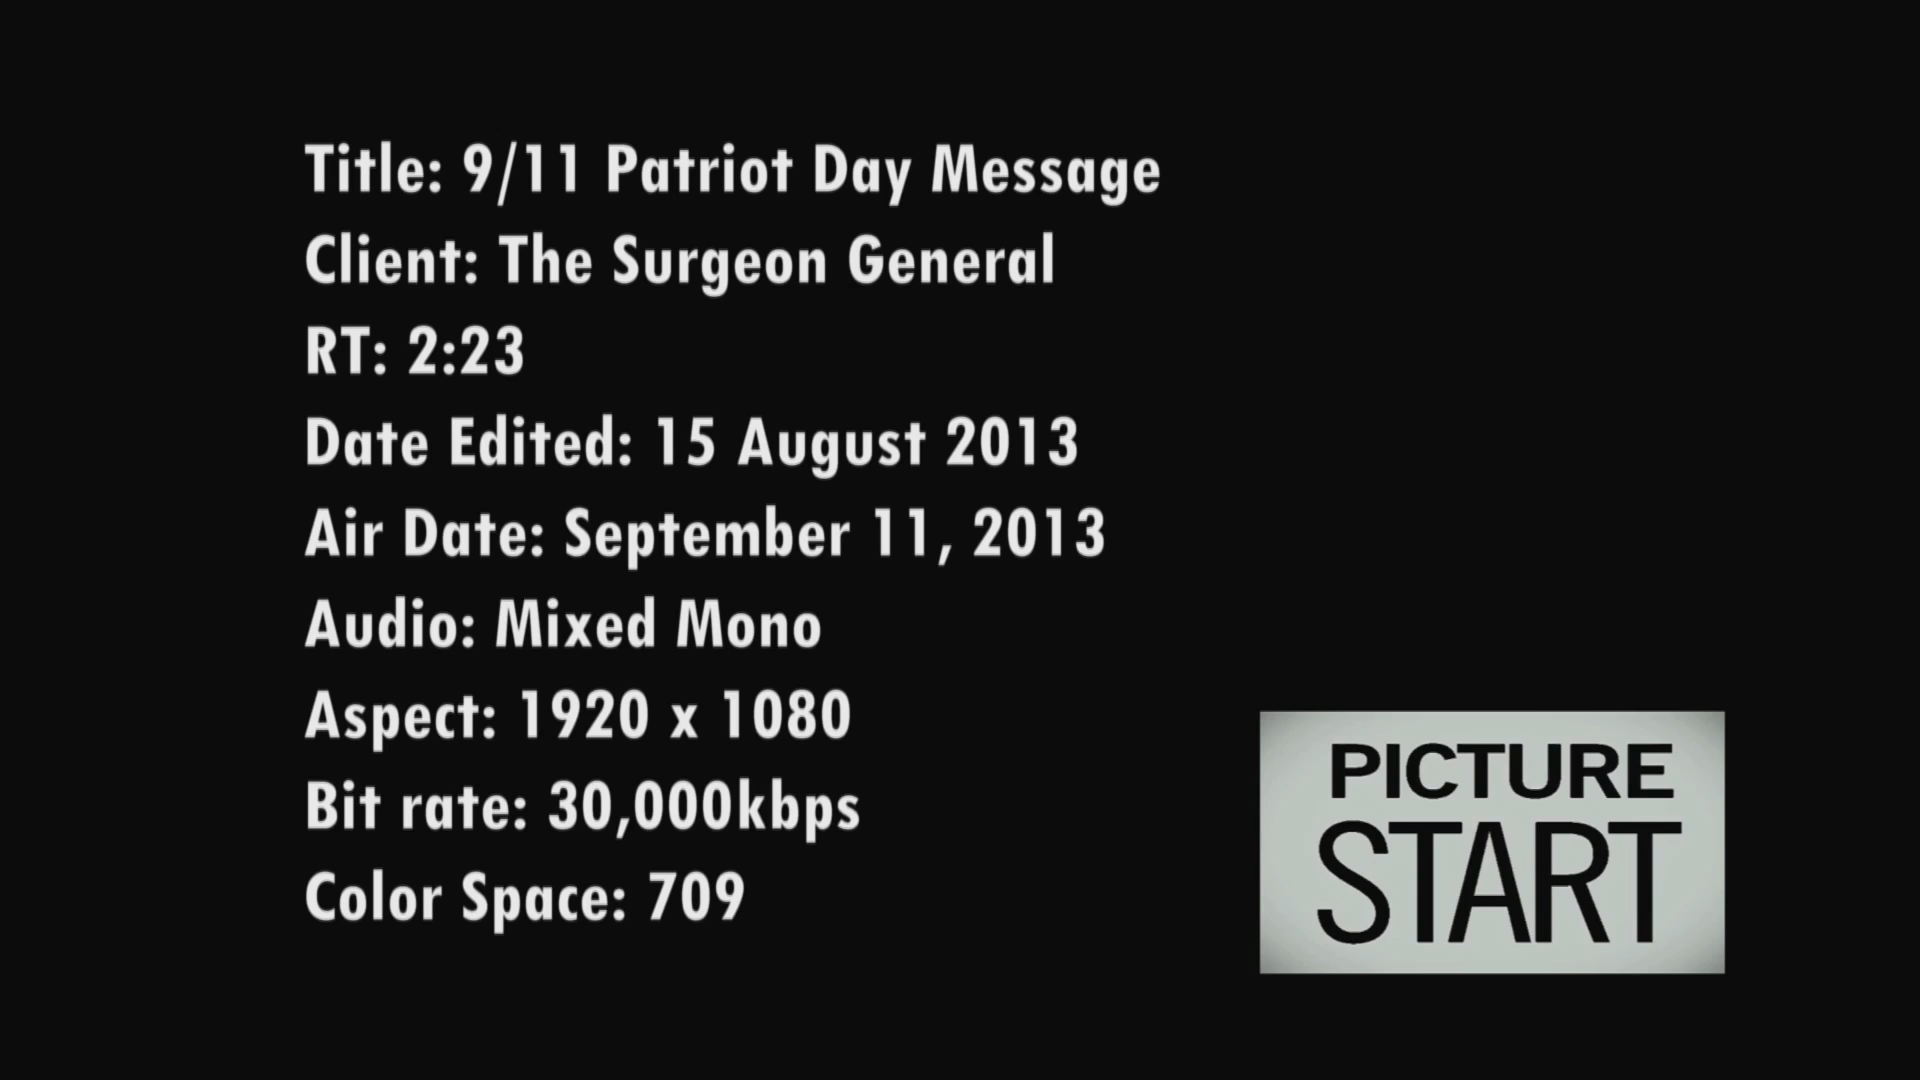 Title: 9/11 Patriot Day Message
Client: The Surgeon General
RT: 2:23
Date Edited: 15 August 2013
Air Date: September 11, 2013
Audio: Mixed Mono
Aspect: 1920 x 1080
Bit rate: 30,000kbps
Color Space: 709
PICTURE
START